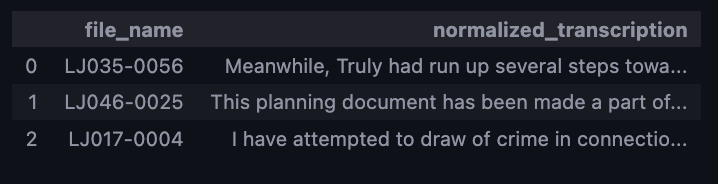 file_name normalized_transcription
0 LJ035-0056 Meanwhile, Truly had run up several steps towa...
1 LJ046-0025 This planning document has been made a part of...
2 LJ017-0004 I have attempted to draw of crime in connectio...